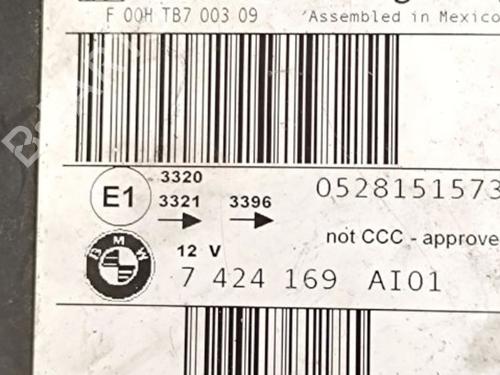 F 00H TB7 003 09
'Assembled in Mexico
E1
3320
3321
3396
0528151573
not CCC - approve
12 V
BMW
7 424 169 AI01